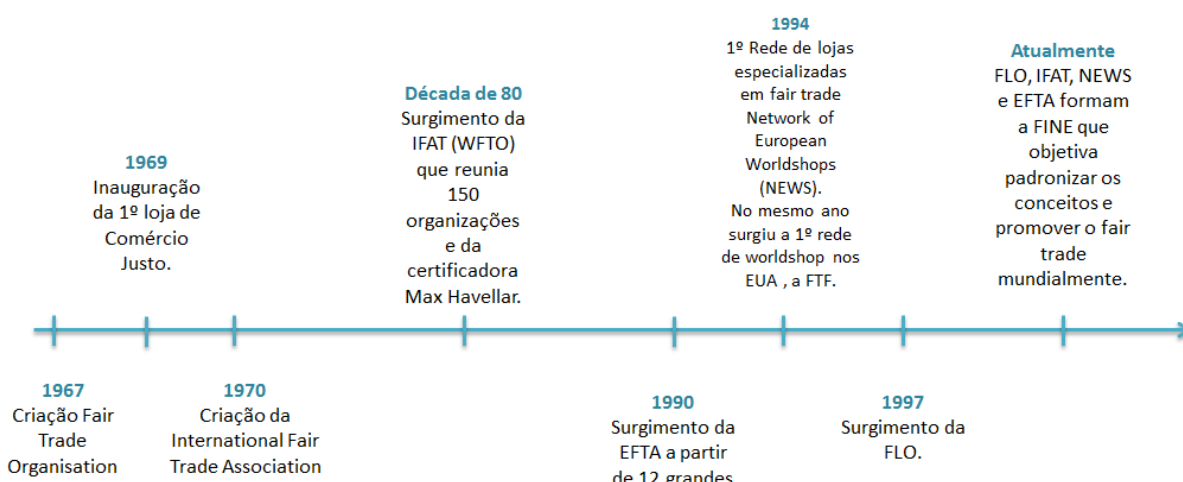 1967
Criação Fair
Trade
Organisation
1969
Inauguração
da 1º loja de
Comércio
Justo.
1970
Criação da
International Fair
Trade Association
Década de 80
Surgimento da
IFAT (WFTO)
que reunia
150
organizações
e da
certificadora
Max Havellar.
1990
Surgimento da
EFTA a partir
de 12 grandes
1994
1º Rede de lojas
especializadas
em fair trade
Network of
European
Worldshops
(NEWS).
No mesmo ano
surgiu a 1º rede
de worldshop nos
EUA , a FTF.
1997
Surgimento da
FLO.
Atualmente
FLO, IFAT, NEWS
e EFTA formam
a FINE que
objetiva
padronizar os
conceitos e
promover o fair
trade
mundialmente.